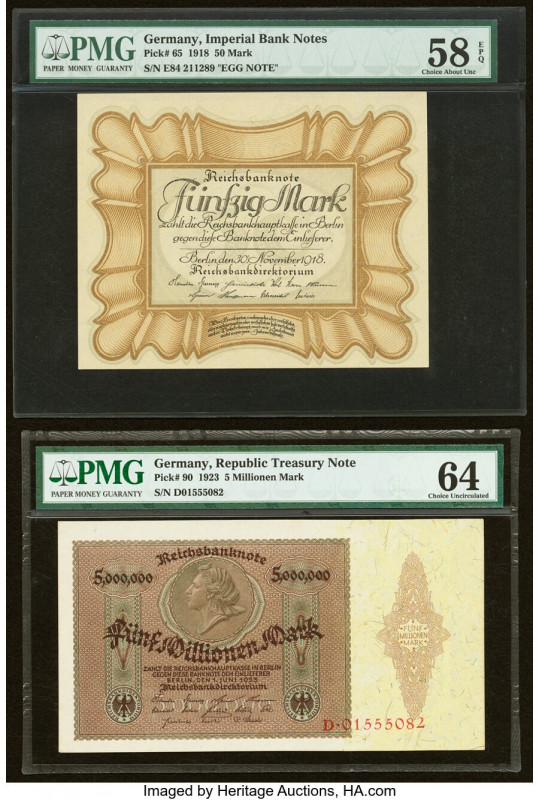 PMG
PAPER MONEY GUARANTY
Germany, Imperial Bank Notes
Pick# 65 1918 50 Mark
S/N E84 211289 "EGG NOTE"
58 EPQ
Choice About Unc
Reichsbanknote
Fünfzig Mark
zahlt die Reichsbankhauptkasse in Berlin
gegen diese Banknote dem Einlieferer.
Berlin, den 30. November 1918.
Reichsbankdirektorium
PMG
PAPER MONEY GUARANTY
Germany, Republic Treasury Note
Pick# 90 1923 5 Millionen Mark
S/N D01555082
64
Choice Uncirculated
Reichsbanknote
5,000,000 5,000,000
Fünf Millionen Mark
ZAHLT DIE REICHSBANKHAUPTKASSE IN BERLIN
GEGEN DIESE BANKNOTE DEM EINLIEFERER
BERLIN, DEN 1. JUNI 1923
Reichsbankdirektorium
FÜNF
MILLIONEN
MARK
D·01555082
Imaged by Heritage Auctions, HA.com